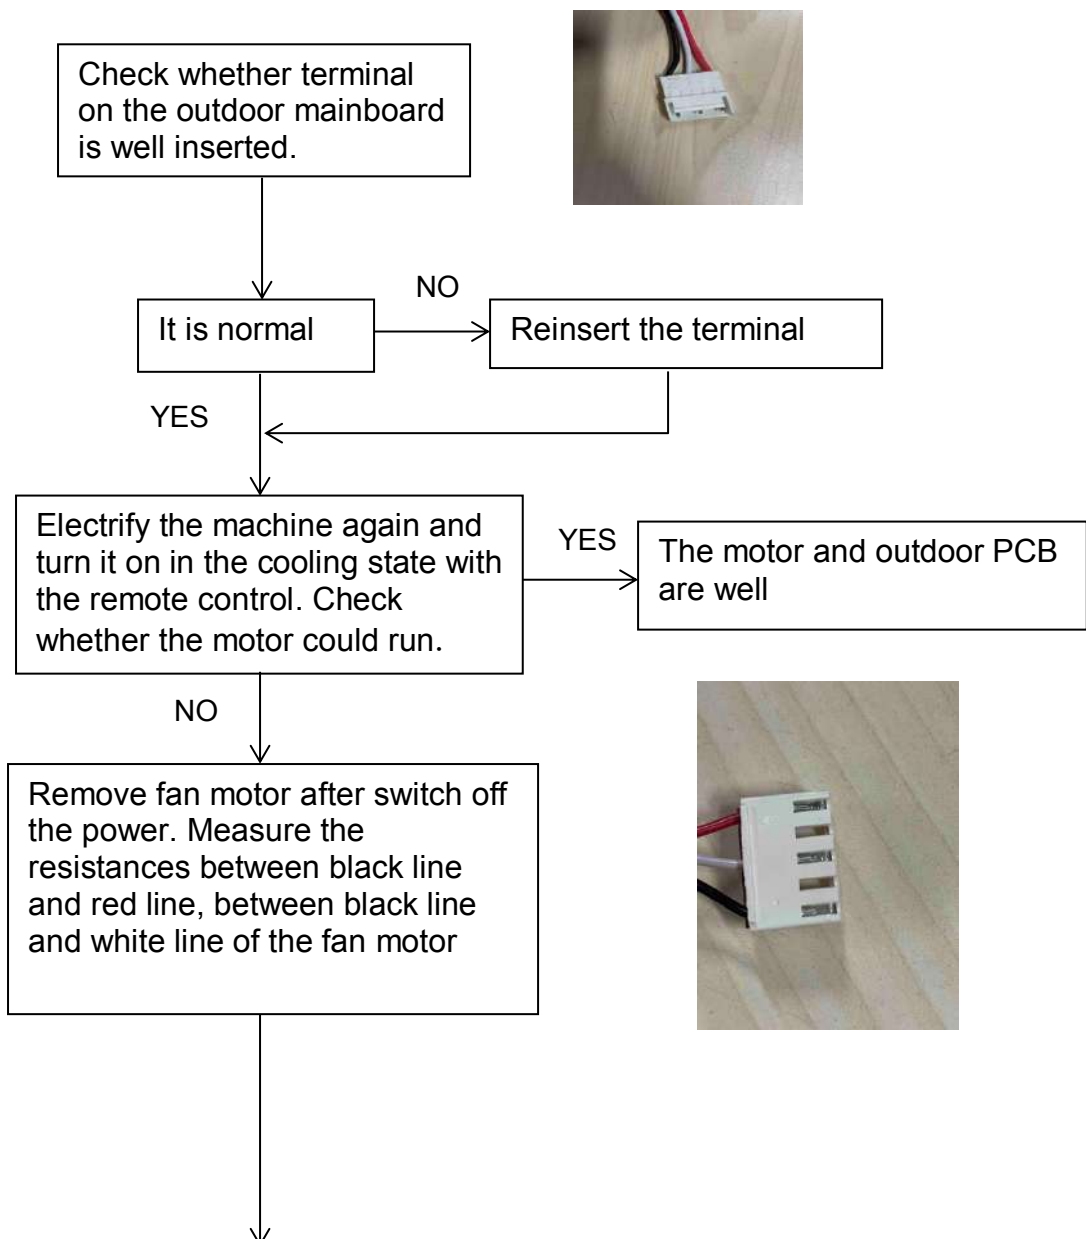 Check whether terminal
on the outdoor mainboard
is well inserted.
NO
It is normal
Reinsert the terminal
YES
Electrify the machine again and
turn it on in the cooling state with
the remote control. Check
whether the motor could run.
YES
The motor and outdoor PCB
are well
NO
Remove fan motor after switch off
the power. Measure the
resistances between black line
and red line, between black line
and white line of the fan motor